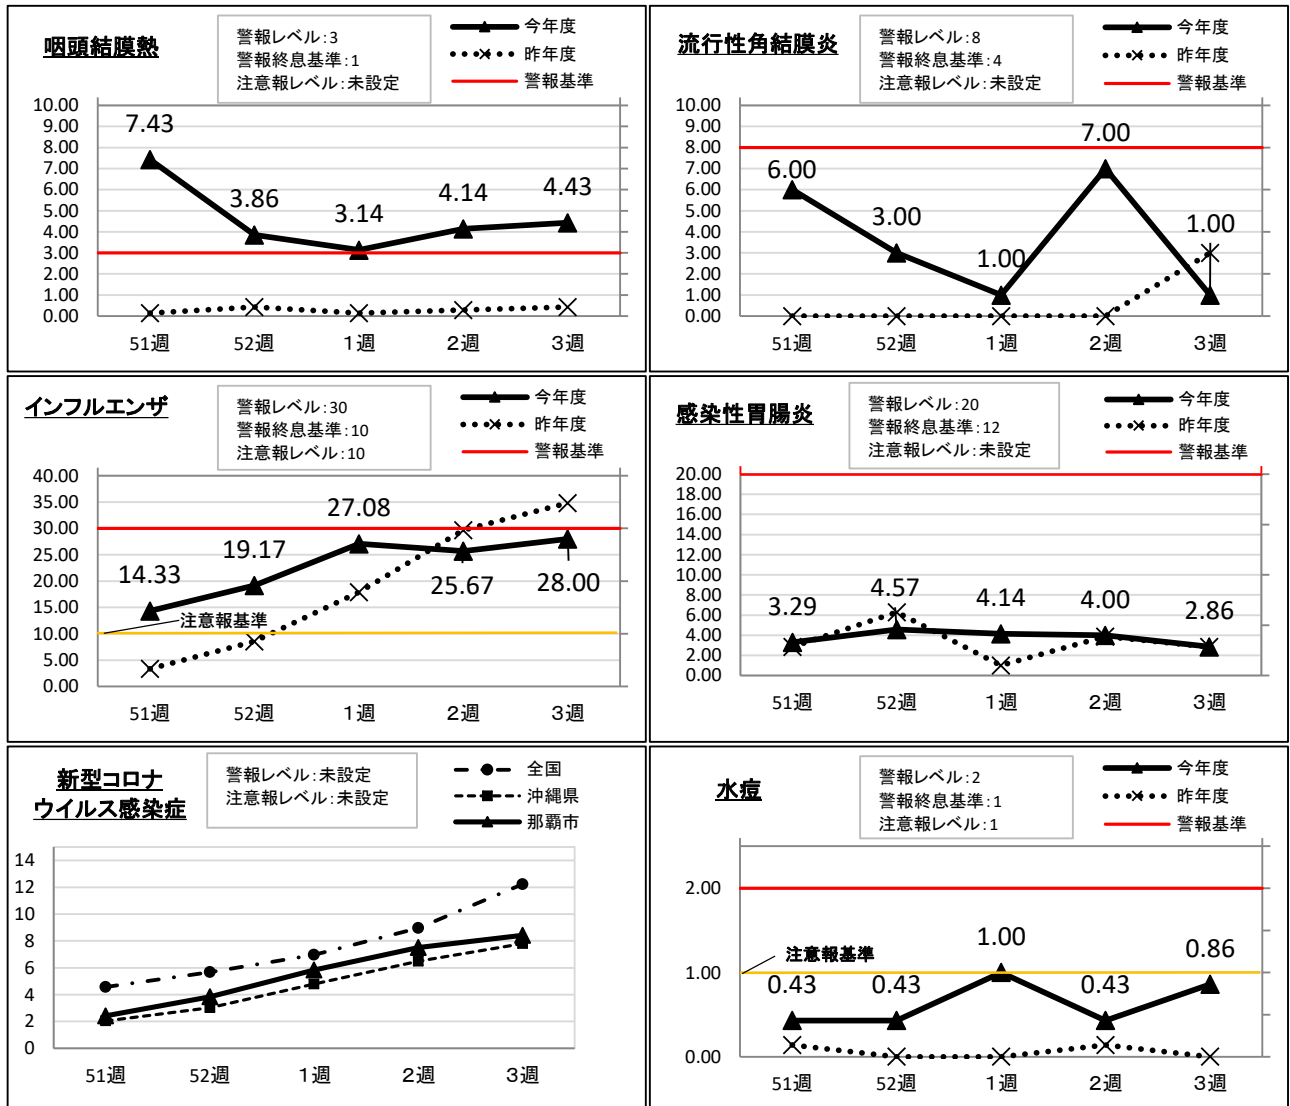 咽頭結膜熱
警報レベル:3
警報終息基準:1
注意報レベル:未設定
今年度
昨年度
警報基準
10.00
9.00
8.00
7.00
6.00
5.00
4.00
3.00
2.00
1.00
0.00
7.43
3.86
3.14
4.14
4.43
51週
52週
1週
2週
3週
流行性角結膜炎
警報レベル:8
警報終息基準:4
注意報レベル:未設定
今年度
昨年度
警報基準
10.00
9.00
8.00
7.00
6.00
5.00
4.00
3.00
2.00
1.00
0.00
6.00
3.00
1.00
7.00
1.00
51週
52週
1週
2週
3週
インフルエンザ
警報レベル:30
警報終息基準:10
注意報レベル:10
今年度
昨年度
警報基準
40.00
35.00
30.00
25.00
20.00
15.00
10.00
5.00
0.00
14.33
19.17
27.08
25.67
28.00
注意報基準
51週
52週
1週
2週
3週
感染性胃腸炎
警報レベル:20
警報終息基準:12
注意報レベル:未設定
今年度
昨年度
警報基準
20.00
18.00
16.00
14.00
12.00
10.00
8.00
6.00
4.00
2.00
0.00
3.29
4.57
4.14
4.00
2.86
51週
52週
1週
2週
3週
新型コロナ
ウイルス感染症
警報レベル:未設定
注意報レベル:未設定
全国
沖縄県
那覇市
14
12
10
8
6
4
2
0
51週
52週
1週
2週
3週
水痘
警報レベル:2
警報終息基準:1
注意報レベル:1
今年度
昨年度
警報基準
2.00
1.00
0.00
注意報基準
0.43
0.43
1.00
0.43
0.86
51週
52週
1週
2週
3週